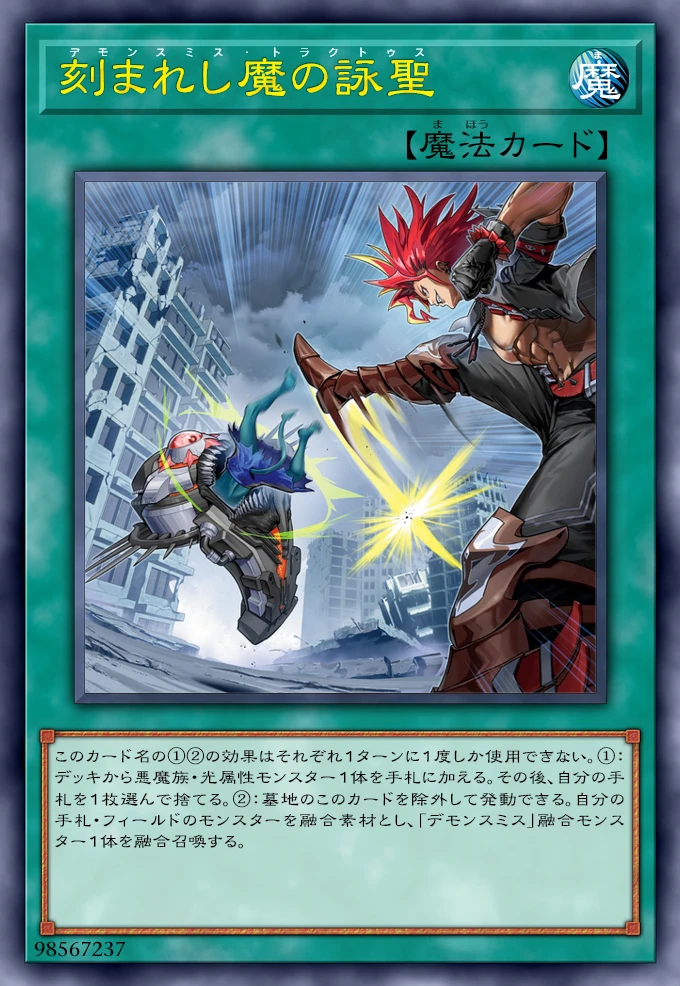 デモンスミス・トラクトゥス
刻まれし魔の詠聖
ま
魔
ま ほう
【魔法カード】
このカード名の①②の効果はそれぞれ1ターンに1度しか使用できない。①:
デッキから悪魔族・光属性モンスター1体を手札に加える。その後、自分の手
札を1枚選んで捨てる。②:墓地のこのカードを除外して発動できる。自分の
手札・フィールドのモンスターを融合素材とし、「デモンスミス」融合モンス
ター1体を融合召喚する。
98567237